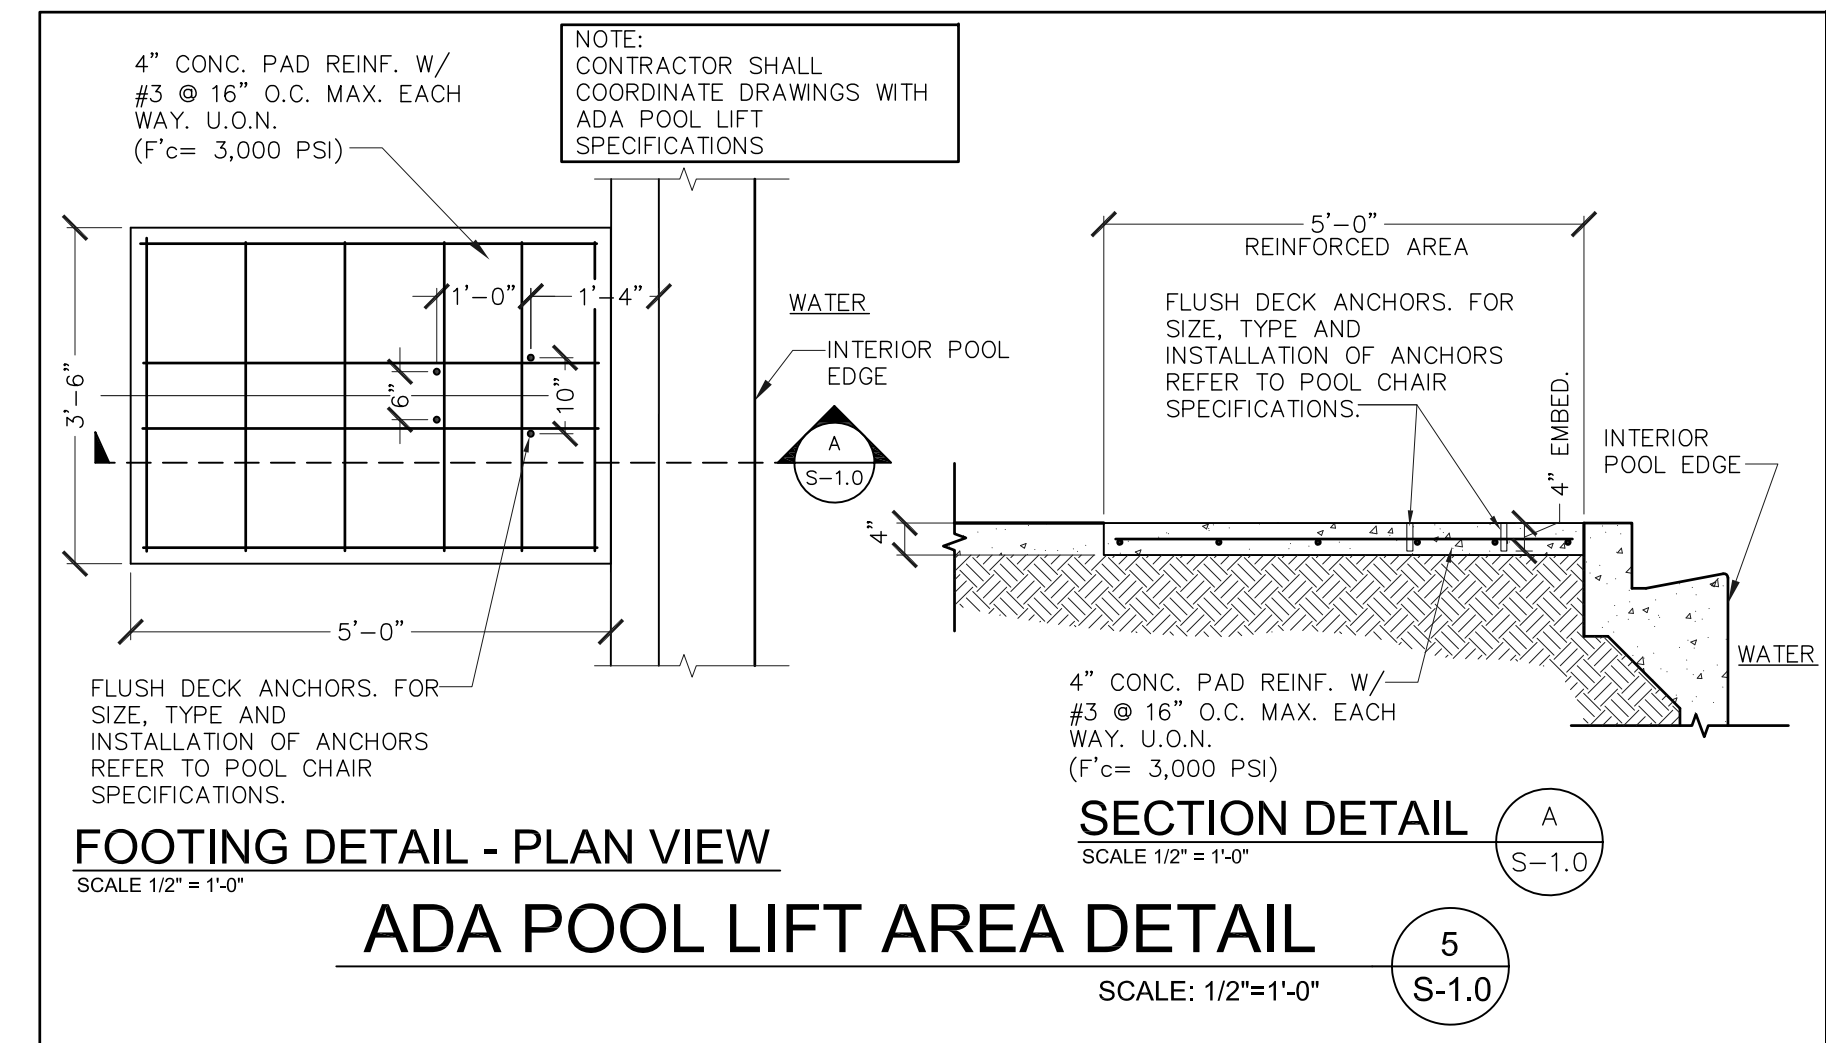 4” CONC. PAD REINF. W/
#3 @ 16” O.C. MAX. EACH
WAY. U.O.N.
(F’c= 3,000 PSI)
NOTE:
CONTRACTOR SHALL
COORDINATE DRAWINGS WITH
ADA POOL LIFT
SPECIFICATIONS
1’-0”
1’-4”
3’-6”
6”
10”
5’-0”
WATER
INTERIOR POOL
EDGE
A
S-1.0
FLUSH DECK ANCHORS. FOR
SIZE, TYPE AND
INSTALLATION OF ANCHORS
REFER TO POOL CHAIR
SPECIFICATIONS.
FOOTING DETAIL - PLAN VIEW
SCALE 1/2" = 1'-0"
5’-0”
REINFORCED AREA
FLUSH DECK ANCHORS. FOR
SIZE, TYPE AND
INSTALLATION OF ANCHORS
REFER TO POOL CHAIR
SPECIFICATIONS.
4” EMBED.
INTERIOR
POOL EDGE
4”
WATER
4” CONC. PAD REINF. W/
#3 @ 16” O.C. MAX. EACH
WAY. U.O.N.
(F’c= 3,000 PSI)
SECTION DETAIL
SCALE 1/2" = 1'-0"
A
S-1.0
ADA POOL LIFT AREA DETAIL
SCALE: 1/2"=1'-0"
5
S-1.0